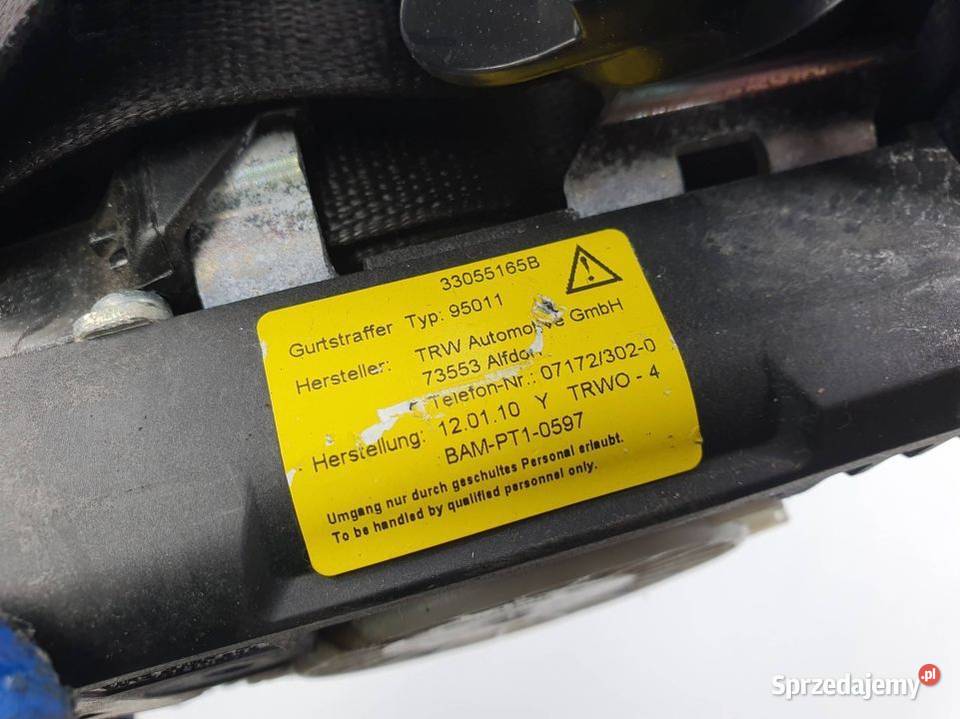 33055165B
Gurtstraffer Typ: 95011
Hersteller: TRW Automotive GmbH
73553
Telefon-Nr.: 07172/302-0
Herstellung: 12.01.10 Y TRWO - 4
BAM-PT1-0597
Umgang nur durch geschultes Personal erlaubt.
To be handled by qualified personnel only.
Sprzedajemy.pl